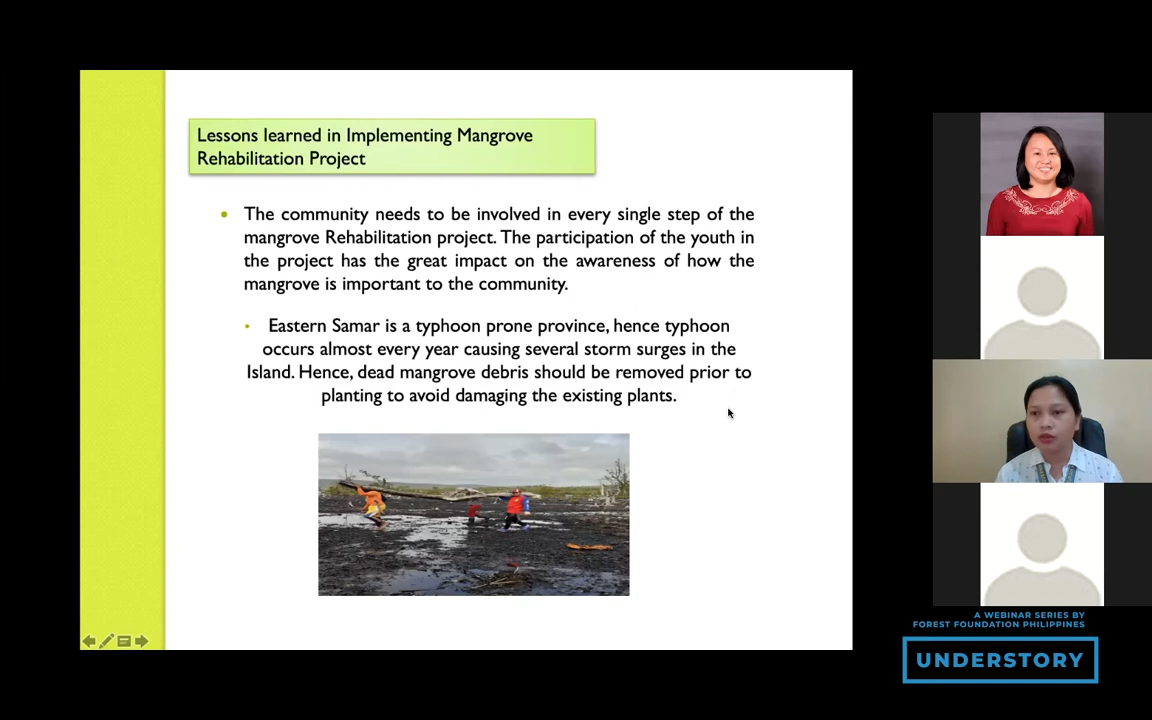 Lessons learned in Implementing Mangrove
Rehabilitation Project
• The community needs to be involved in every single step of the
mangrove Rehabilitation project. The participation of the youth in
the project has the great impact on the awareness of how the
mangrove is important to the community.
• Eastern Samar is a typhoon prone province, hence typhoon
occurs almost every year causing several storm surges in the
Island. Hence, dead mangrove debris should be removed prior to
planting to avoid damaging the existing plants.
A WEBINAR SERIES BY
FOREST FOUNDATION PHILIPPINES
UNDERSTORY